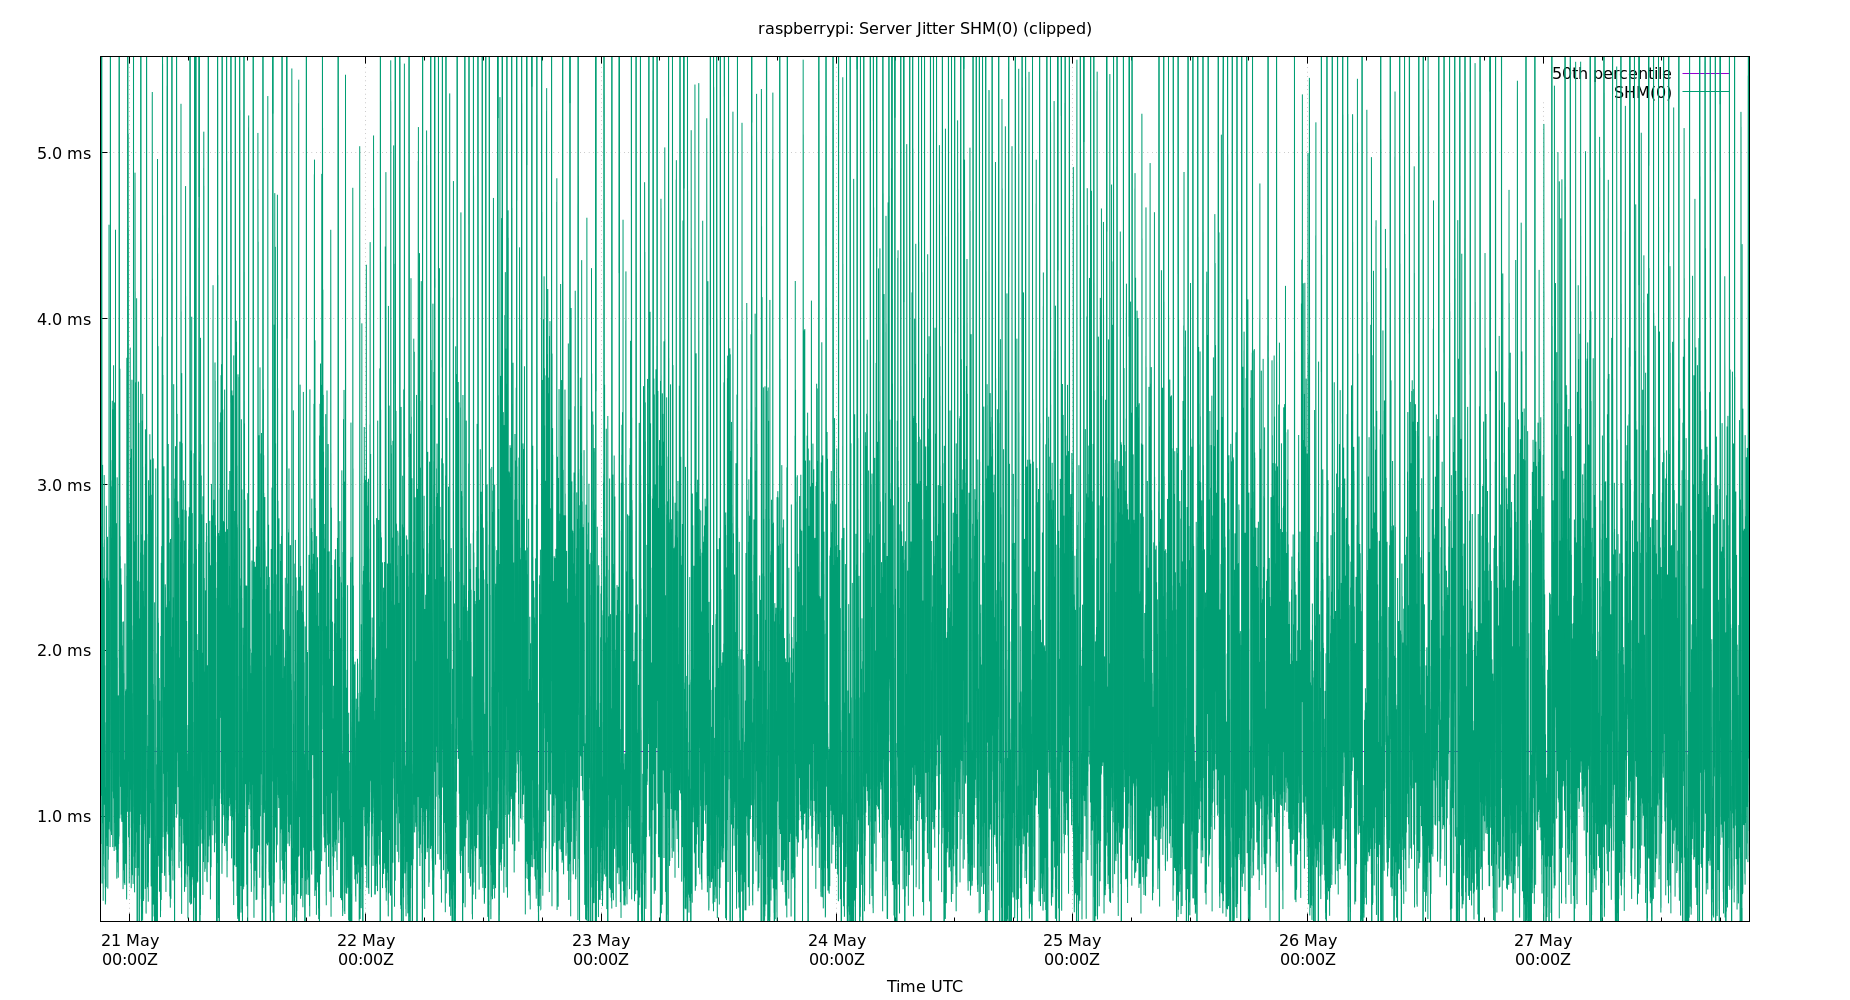 raspberrypi: Server Jitter SHM(0) (clipped)
50th percentile
SHM(0)
5.0 ms
4.0 ms
3.0 ms
2.0 ms
1.0 ms
21 May 22 May 23 May 24 May 25 May 26 May 27 May
00:00Z 00:00Z 00:00Z 00:00Z 00:00Z 00:00Z 00:00Z
Time UTC